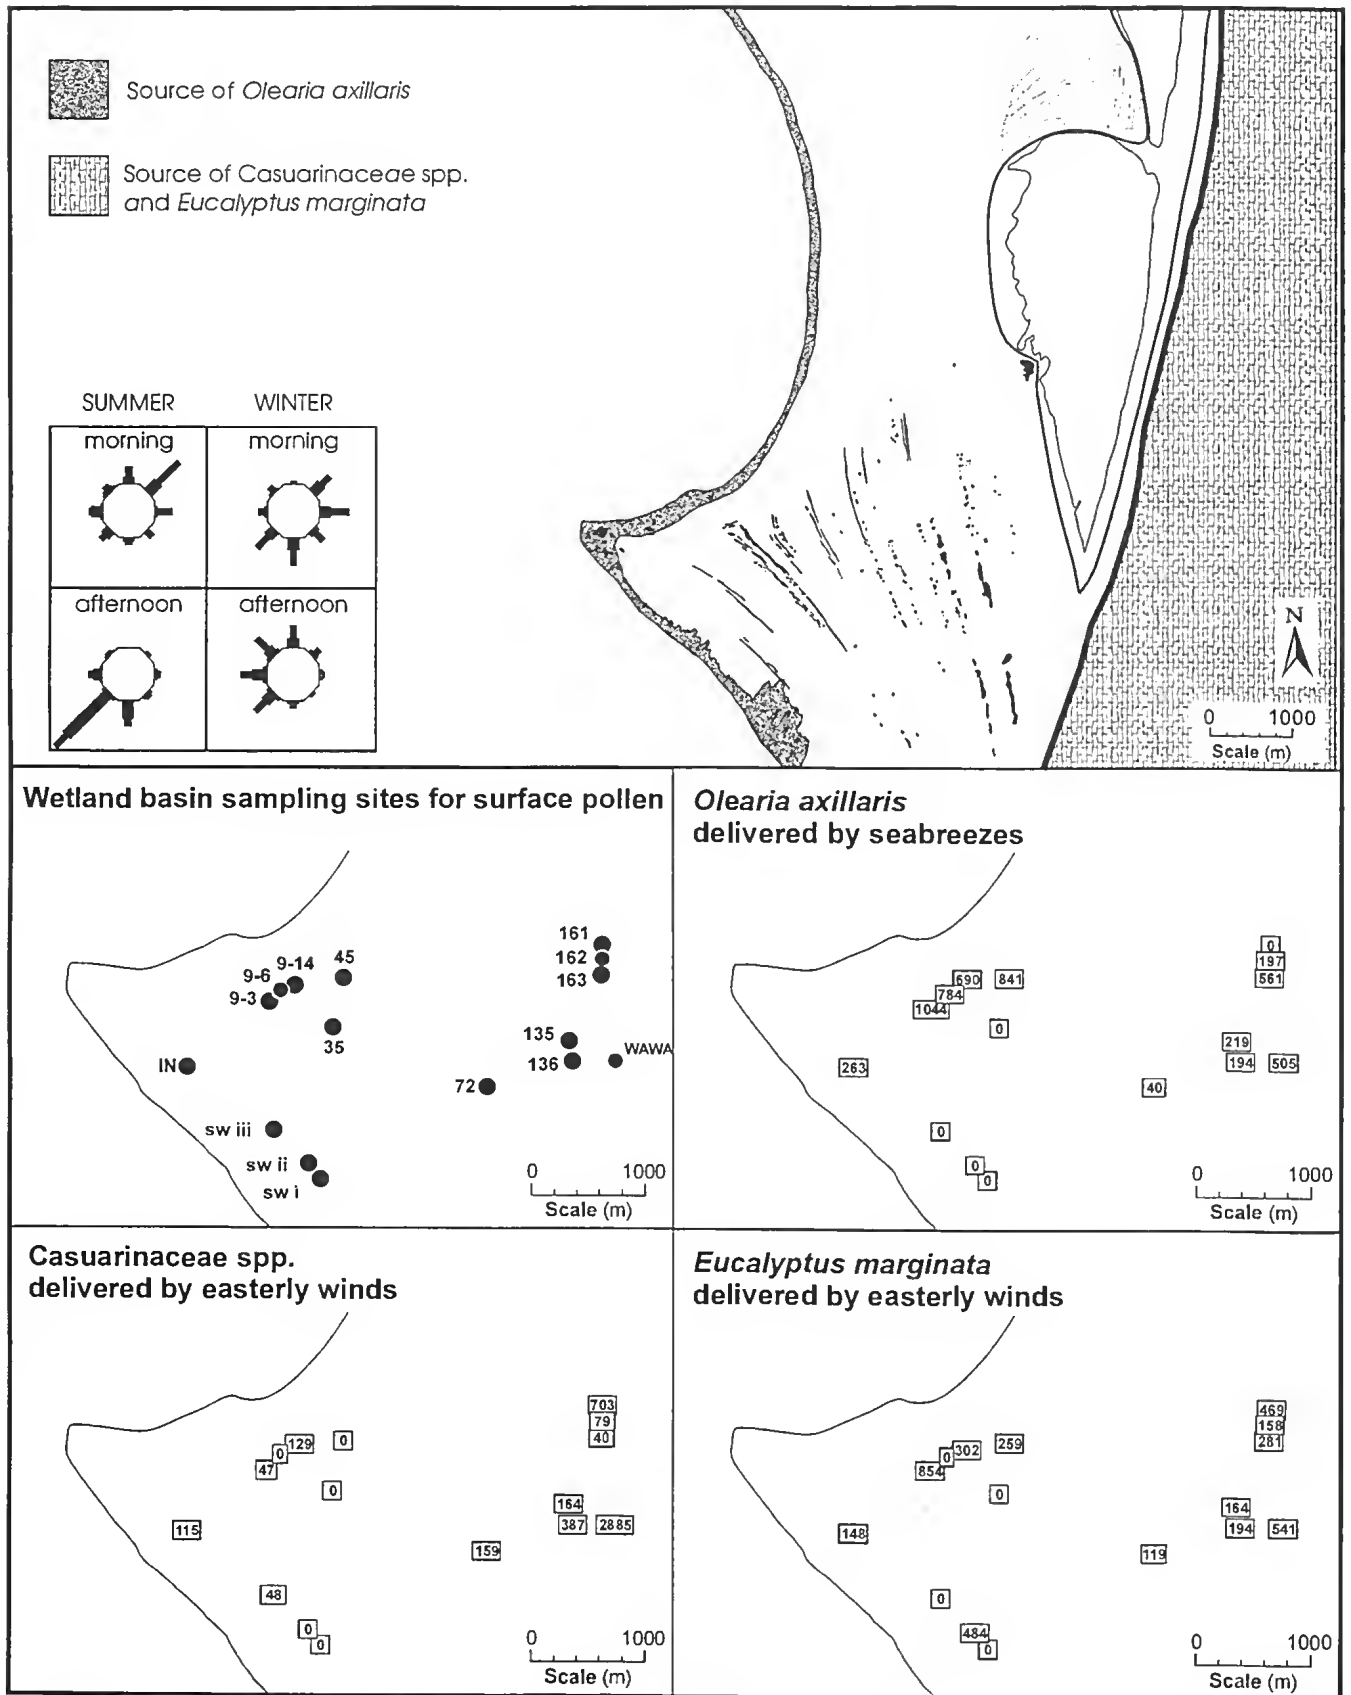 Source of Olearia axillaris
Source of Casuarinaceae spp.
and Eucalyptus marginata
SUMMER WINTER
morning morning
afternoon afternoon
N
0 1000
Scale (m)
Wetland basin sampling sites for surface pollen
161
162
163
45
9-14
9-6
9-3
35
135
136
WAWA
IN
72
sw iii
sw ii
sw i
0 1000
Scale (m)
Olearia axillaris
delivered by seabreezes
0
197
561
690
841
784
1044
0
219
194
505
263
40
0
0
0
0 1000
Scale (m)
Casuarinaceae spp.
delivered by easterly winds
703
79
40
129
0
0
47
0
164
387
2885
115
159
48
0
0
0 1000
Scale (m)
Eucalyptus marginata
delivered by easterly winds
469
158
281
302
259
0
854
0
164
194
541
148
119
0
484
0
0 1000
Scale (m)